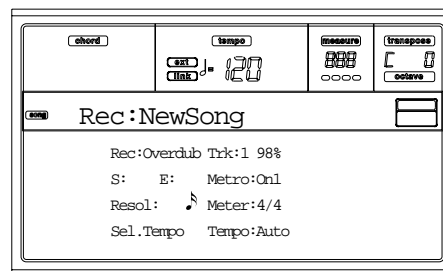 chord tempo measure transpose
ext
link = 120 888 C 0
octave
song Rec:NewSong
Rec:Overdub Trk:1 98%
S: E: Metro:On1
Resol: Meter:4/4
Sel.Tempo Tempo:Auto